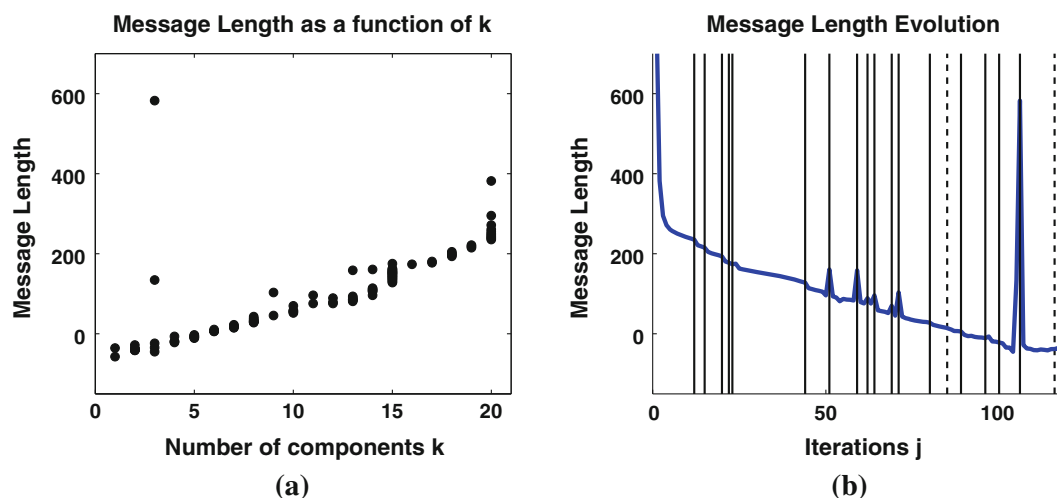 Message Length as a function of k
Message Length
600
400
200
0
0 5 10 15 20
Number of components k
(a)
Message Length Evolution
Message Length
600
400
200
0
0 50 100
Iterations j
(b)